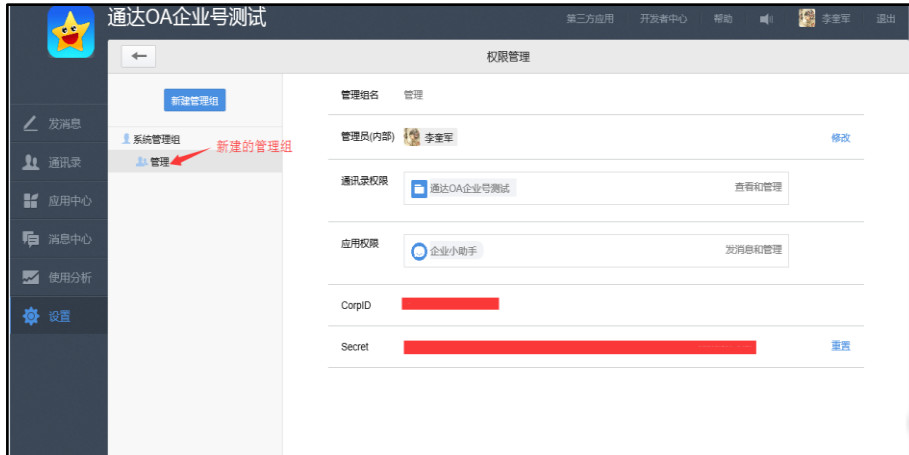 通达OA企业号测试
第三方应用 开发者中心 帮助 李奎军 退出
权限管理
新建管理组
系统管理组
管理
新建的管理组
发消息
通讯录
应用中心
消息中心
使用分析
设置
管理组名 管理
管理员(内部) 李奎军 修改
通讯录权限 通达OA企业号测试 查看和管理
应用权限 企业小助手 发消息和管理
CorpID
Secret 重置